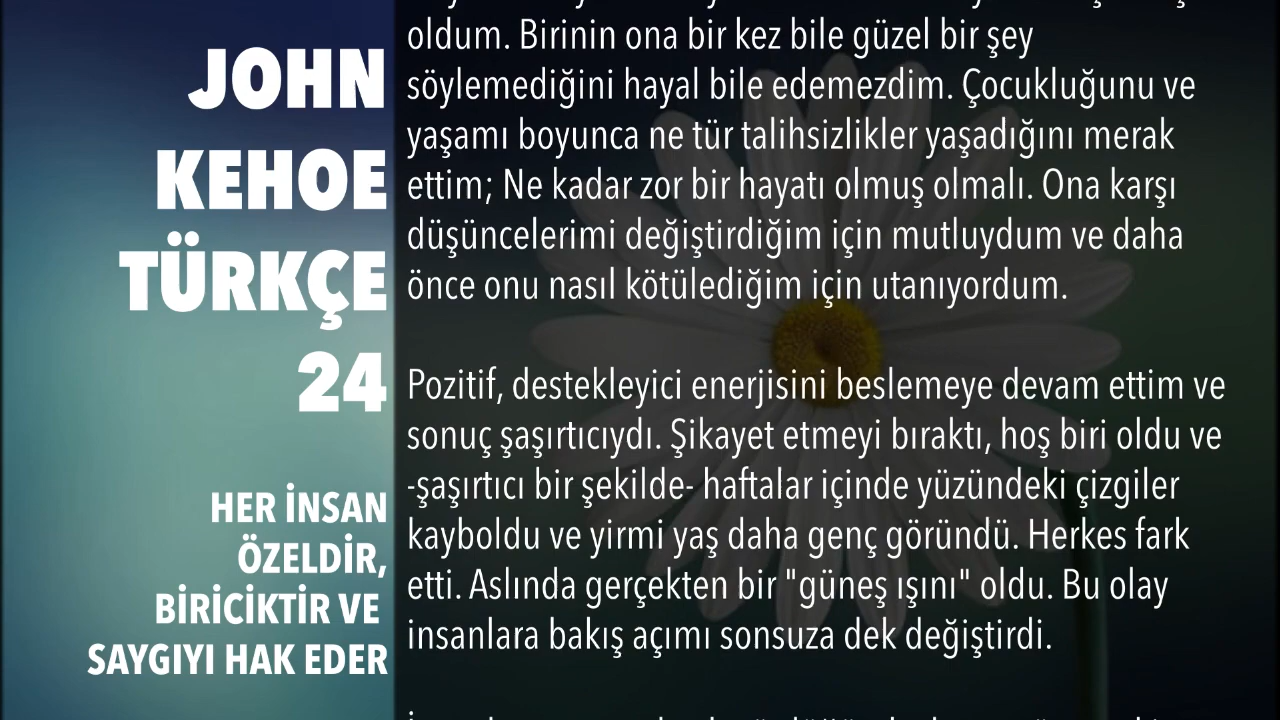 JOHN
KEHOE
TÜRKÇE
24
HER İNSAN
ÖZELDİR,
BİRİCİKTİR VE
SAYGIYI HAK EDER
oldum. Birinin ona bir kez bile güzel bir şey
söylemediğini hayal bile edemezdim. Çocukluğunu ve
yaşamı boyunca ne tür talihsizlikler yaşadığını merak
ettim; Ne kadar zor bir hayatı olmuş olmalı. Ona karşı
düşüncelerimi değiştirdiğim için mutluydum ve daha
önce onu nasıl kötülediğim için utanıyordum.
Pozitif, destekleyici enerjisini beslemeye devam ettim ve
sonuç şaşırtıcıydı. Şikayet etmeyi bıraktı, hoş biri oldu ve
-şaşırtıcı bir şekilde- haftalar içinde yüzündeki çizgiler
kayboldu ve yirmi yaş daha genç göründü. Herkes fark
etti. Aslında gerçekten bir "güneş ışını" oldu. Bu olay
insanlara bakış açımı sonsuza dek değiştirdi.